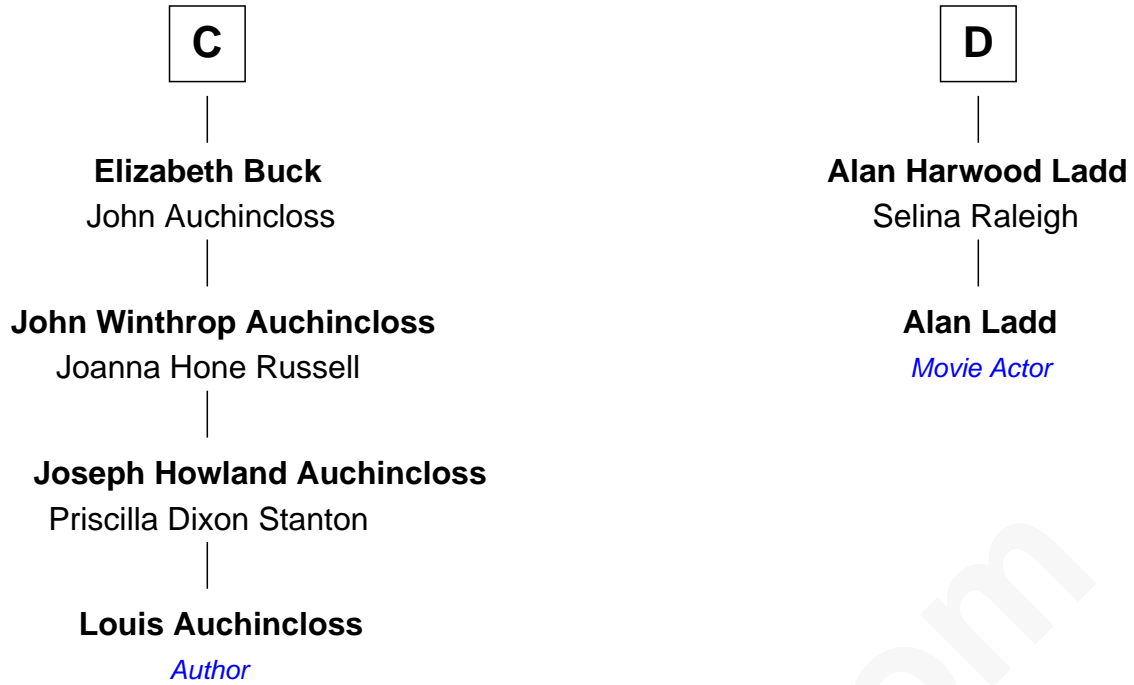 C
Elizabeth Buck
John Auchincloss
John Winthrop Auchincloss
Joanna Hone Russell
Joseph Howland Auchincloss
Priscilla Dixon Stanton
Louis Auchincloss
Author
D
Alan Harwood Ladd
Selina Raleigh
Alan Ladd
Movie Actor
om